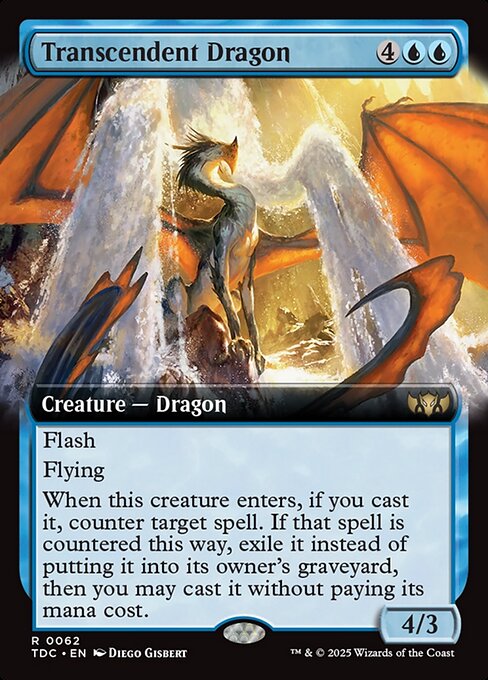 Transcendent Dragon 4
Creature — Dragon
Flash
Flying
When this creature enters, if you cast
it, counter target spell. If that spell is
countered this way, exile it instead of
putting it into its owner's graveyard,
then you may cast it without paying its
mana cost.
4/3
R 0062
TDC • EN Diego Gisbert
™ & © 2025 Wizards of the Coast